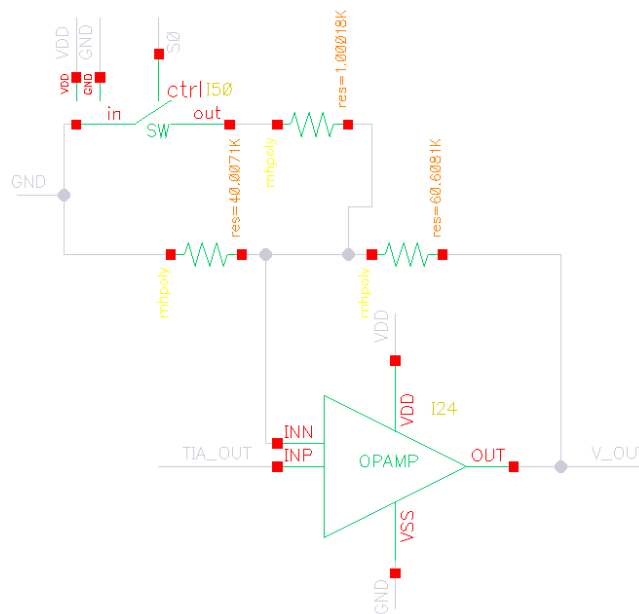 VDD
GND
S0
VDD
GND
ctrl
I50
in
out
SW
res=1.00018K
rnhpoly
GND
res=40.0071K
res=60.6081K
rnhpoly
rnhpoly
VDD
VDD
I24
INN
INP
TIA_OUT
OPAMP
OUT
V_OUT
VSS
GND